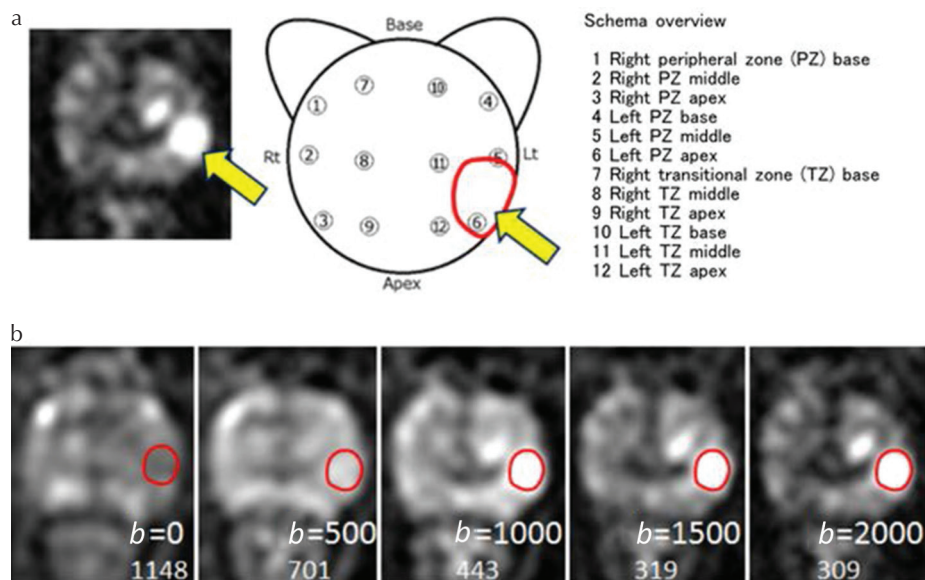 a
Base
Rt
Lt
Apex
①
②
③
④
⑤
⑥
⑦
⑧
⑨
⑩
⑪
⑫
Schema overview
1 Right peripheral zone (PZ) base
2 Right PZ middle
3 Right PZ apex
4 Left PZ base
5 Left PZ middle
6 Left PZ apex
7 Right transitional zone (TZ) base
8 Right TZ middle
9 Right TZ apex
10 Left TZ base
11 Left TZ middle
12 Left TZ apex
b
b=0
1148
b=500
701
b=1000
443
b=1500
319
b=2000
309